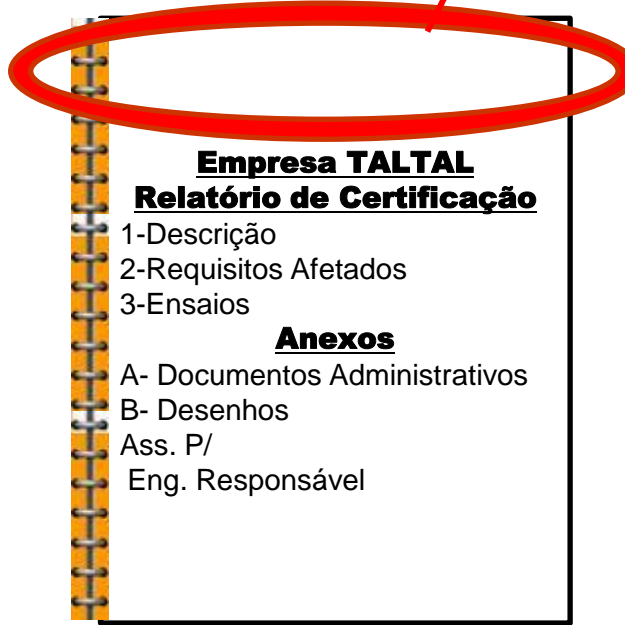 Empresa TALTAL
Relatório de Certificação
1-Descrição
2-Requisitos Afetados
3-Ensaios
Anexos
A- Documentos Administrativos
B- Desenhos
Ass. P/
Eng. Responsável